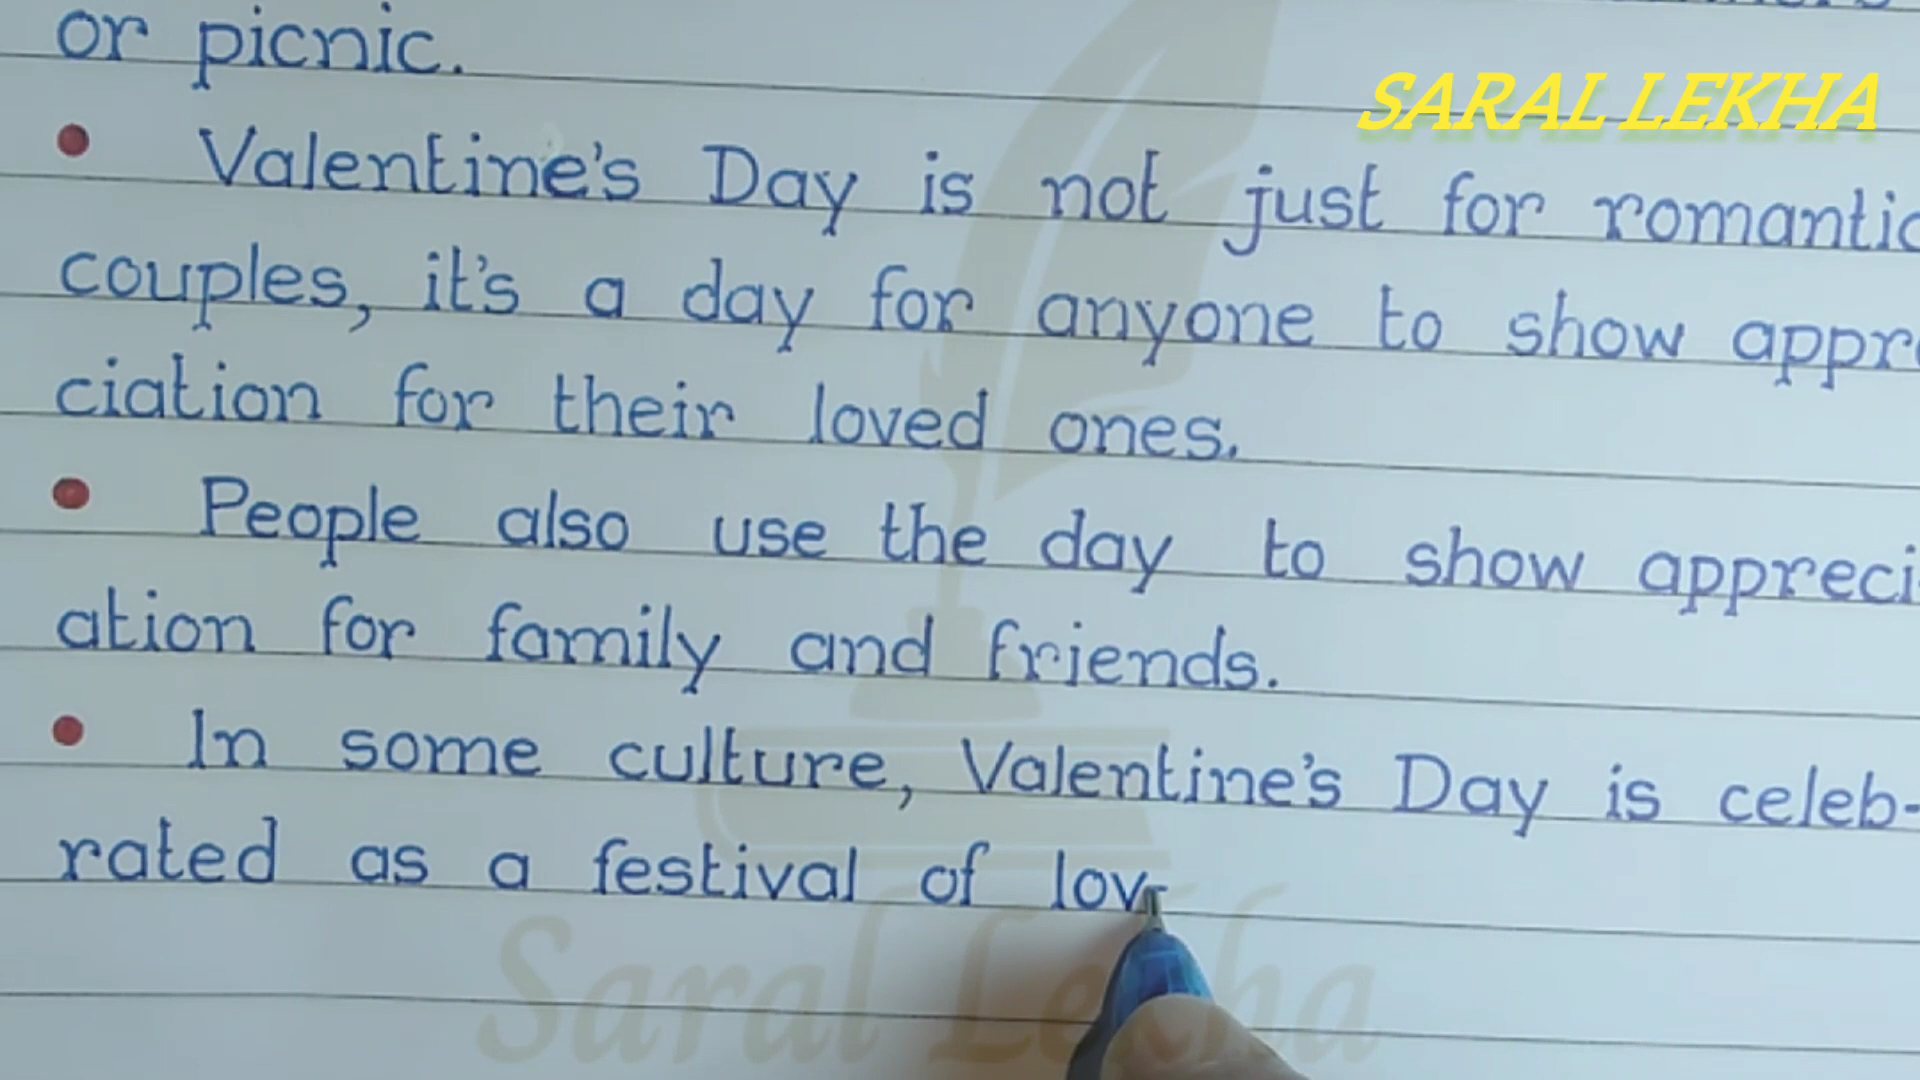 or picnic.
SARAL LEKHA
• Valentine's Day is not just for romantic
couples, it's a day for anyone to show appre
ciation for their loved ones.
• People also use the day to show appreci-
ation for family and friends.
• In some culture, Valentine's Day is celeb-
rated as a festival of lov
Saral Lekha